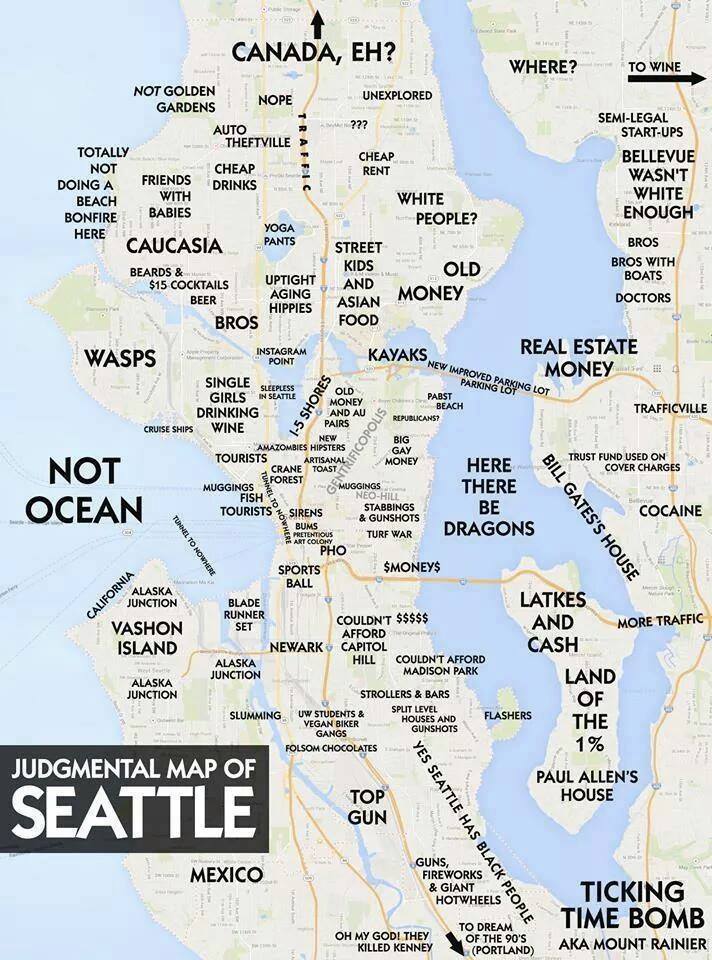 CANADA, EH?
WHERE?
TO WINE
NOT GOLDEN
GARDENS
NOPE
UNEXPLORED
TRAFFIC
???
AUTO
THEFTVILLE
SEMI-LEGAL
START-UPS
TOTALLY
NOT
DOING A
BEACH
BONFIRE
HERE
FRIENDS
WITH
BABIES
CHEAP
DRINKS
CHEAP
RENT
BELLEVUE
WASN'T
WHITE
ENOUGH
WHITE
PEOPLE?
CAUCASIA
YOGA
PANTS
STREET
KIDS
AND
ASIAN
FOOD
BROS
BROS WITH
BOATS
DOCTORS
BEARDS &
$15 COCKTAILS
BEER
BROS
UPTIGHT
AGING
HIPPIES
OLD
MONEY
WASPS
INSTAGRAM
POINT
KAYAKS
NEW IMPROVED PARKING LOT
PARKING LOT
REAL ESTATE
MONEY
SINGLE
GIRLS
DRINKING
WINE
SLEEPLESS
IN SEATTLE
I-5 SHORES
OLD
MONEY
AND AU
PAIRS
PABST
BEACH
REPUBLICANS?
TRAFFICVILLE
CRUISE SHIPS
GENTRIFICOPOLIS
AMAZOMBIES
NEW
HIPSTERS
TOURISTS
CRANE
FOREST
ARTISANAL
TOAST
BIG
GAY
MONEY
NOT
OCEAN
HERE
THERE
BE
DRAGONS
TRUST FUND USED ON
COVER CHARGES
BILL GATES'S HOUSE
COCAINE
MUGGINGS
FISH
TOURISTS
TUNNEL TO NOWHERE
TUNNEL TO NOWHERE
MUGGINGS
NEO-HILL
SIRENS
STABBINGS
& GUNSHOTS
BUMS
PRETENTIOUS
ART COLONY
TURF WAR
PHO
SPORTS
BALL
$MONEY$
CALIFORNIA
ALASKA
JUNCTION
VASHON
ISLAND
ALASKA
JUNCTION
BLADE
RUNNER
SET
ALASKA
JUNCTION
NEWARK
COULDN'T
AFFORD
CAPITOL
HILL
$$$$$
COULDN'T AFFORD
MADISON PARK
LATKES
AND
CASH
MORE TRAFFIC
LAND
OF
THE
1%
PAUL ALLEN'S
HOUSE
STROLLERS & BARS
SLUMMING
UW STUDENTS &
VEGAN BIKER
GANGS
SPLIT LEVEL
HOUSES AND
GUNSHOTS
FLASHERS
FOLSOM CHOCOLATES
YES SEATTLE HAS BLACK PEOPLE
JUDGMENTAL MAP OF
SEATTLE
TOP
GUN
MEXICO
GUNS,
FIREWORKS
& GIANT
HOTWHEELS
OH MY GOD! THEY
KILLED KENNEY
TO DREAM
OF THE 90'S
(PORTLAND)
TICKING
TIME BOMB
AKA MOUNT RAINIER